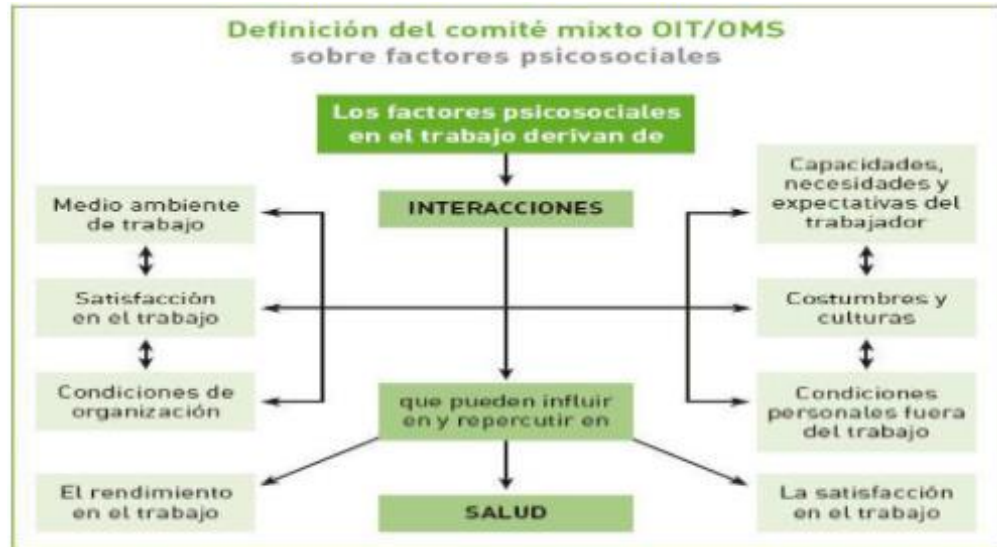 Definición del comité mixto OIT/OMS
sobre factores psicosociales
Los factores psicosociales
en el trabajo derivan de
INTERACCIONES
Medio ambiente
de trabajo
Satisfacción
en el trabajo
Condiciones de
organización
Capacidades,
necesidades y
expectativas del
trabajador
Costumbres y
culturas
Condiciones
personales fuera
del trabajo
que pueden influir
en y repercutir en
El rendimiento
en el trabajo
SALUD
La satisfacción
en el trabajo